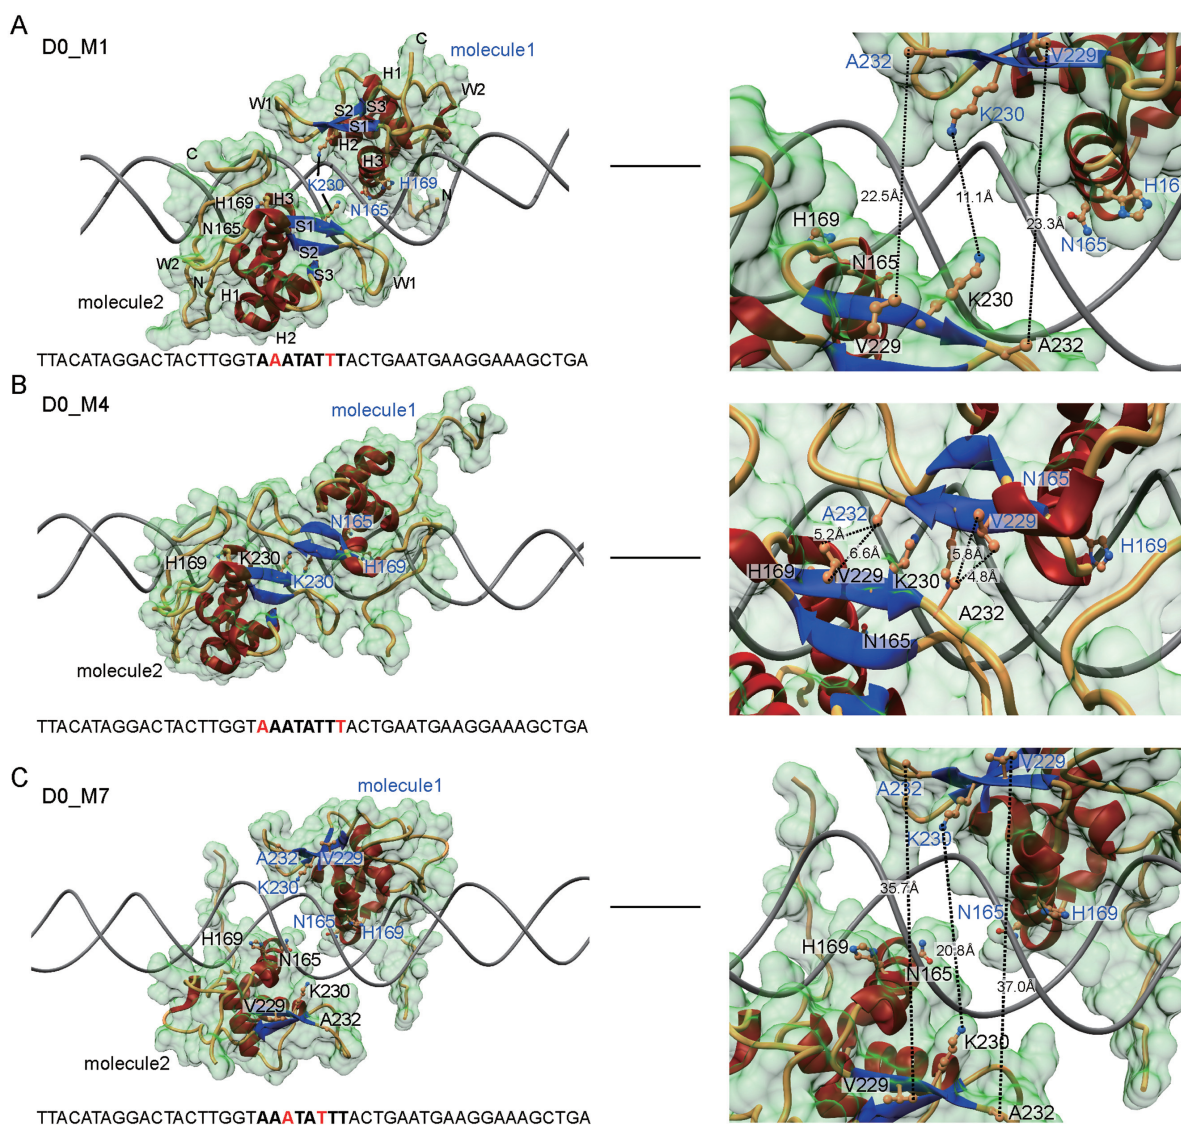 A
D0_M1
C
molecule1
H1
W1
S2
S3
W2
S1
H2
C
H3
K230
H169
H169
H3
N165
N
N165
S1
S2
W2
S3
N
W1
H1
molecule2
H2
TTACATAGGACTACTTGGTAAATATTTACTGAATGAAGGAAAGCTGA
A232
V229
K230
22.5Å
11.1Å
H16
H169
23.3Å
N165
N165
K230
V229
A232
B
D0_M4
molecule1
N165
H169
K230
K230
H169
molecule2
TTACATAGGACTACTTGGTAAATATTTACTGAATGAAGGAAAGCTGA
N165
A232
V229
5.2Å
6.6Å
5.8Å
H169
H169
V229
K230
4.8Å
A232
N165
C
D0_M7
molecule1
A232
V229
K230
N165
H169
H169
N165
K230
V229
A232
molecule2
TTACATAGGACTACTTGGTAAATATTTACTGAATGAAGGAAAGCTGA
V229
A232
K230
35.7Å
N165
H169
H169
20.8Å
N165
37.0Å
K230
V229
A232